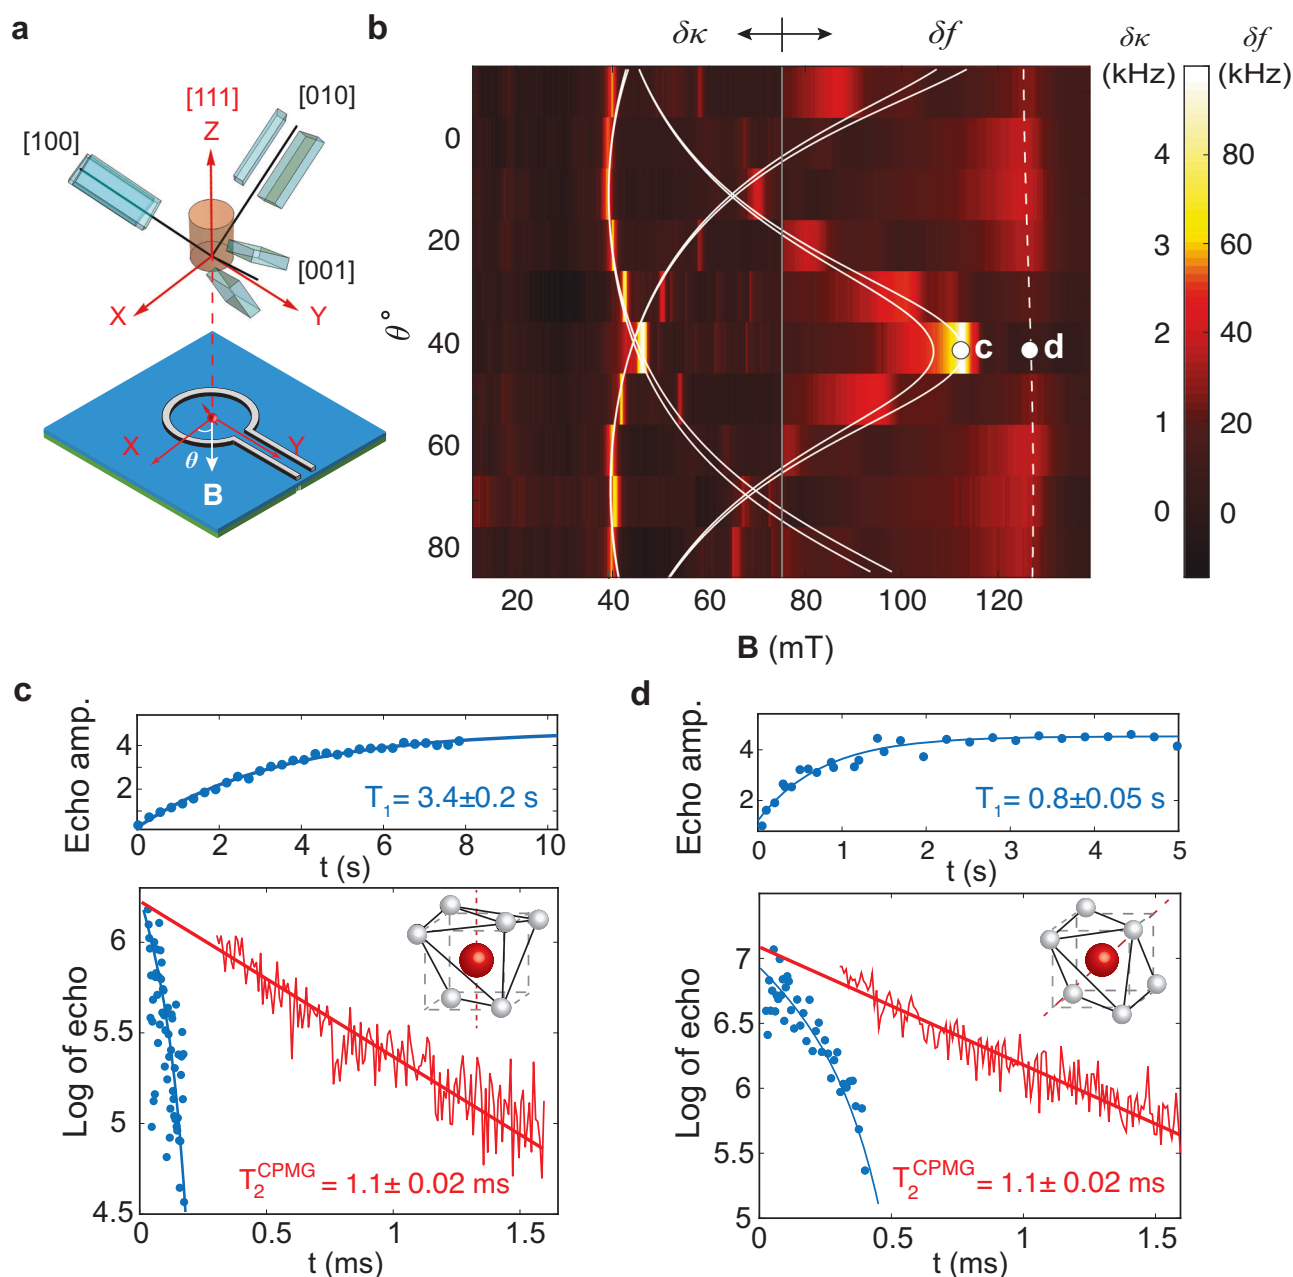 a
[111]
[010]
[100]
Z
[001]
X
Y
X
Y
θ
B
b
δκ
δf
δκ
δf
(kHz)
(kHz)
0
20
40
60
80
θ°
c
d
20
40
60
80
100
120
B (mT)
4
3
2
1
0
80
60
40
20
0
c
Echo amp.
4
2
T₁= 3.4±0.2 s
0
2
4
6
8
10
t (s)
Log of echo
6
5.5
5
4.5
T₂^CPMG = 1.1± 0.02 ms
0
0.5
1
1.5
t (ms)
d
Echo amp.
4
2
T₁= 0.8±0.05 s
0
1
2
3
4
5
t (s)
Log of echo
7
6.5
6
5.5
5
T₂^CPMG = 1.1± 0.02 ms
0
0.5
1
1.5
t (ms)